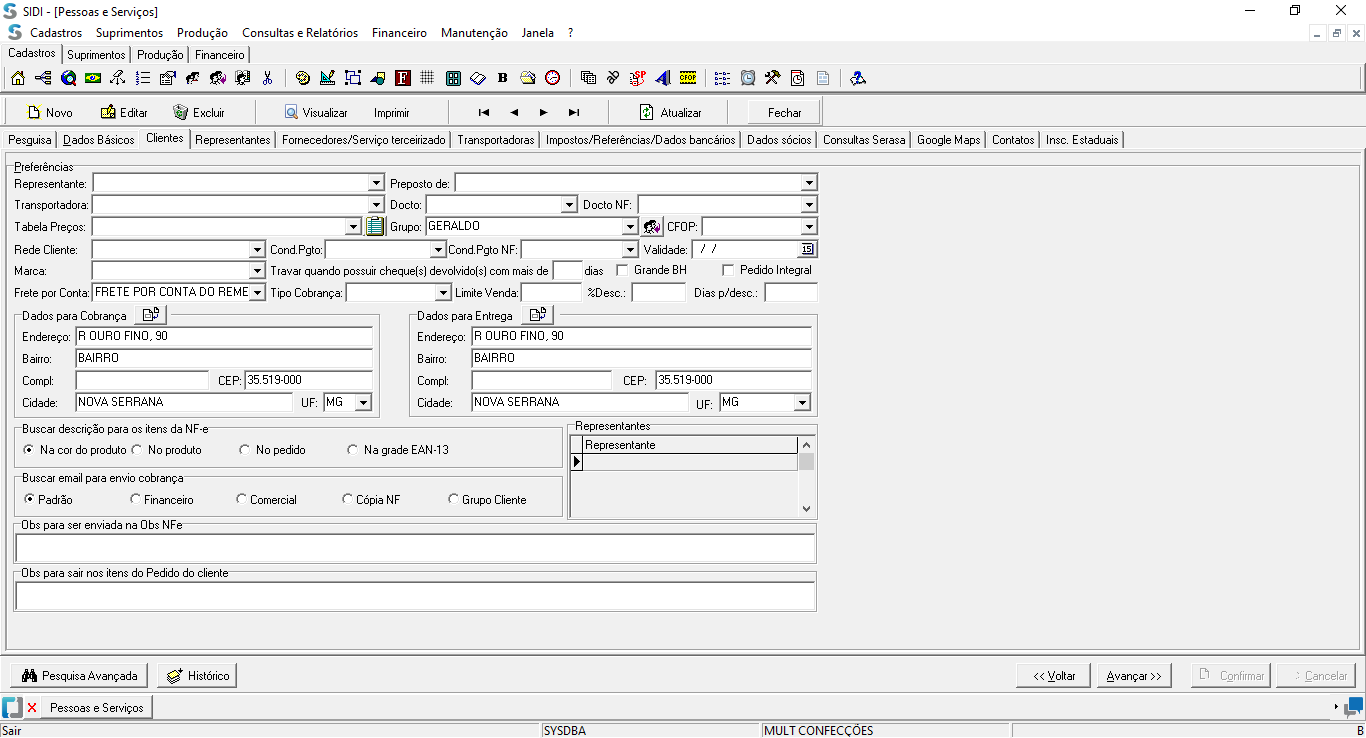 SIDI - [Pessoas e Serviços]
Cadastros Suprimentos Produção Consultas e Relatórios Financeiro Manutenção Janela ?
Cadastros Suprimentos Produção Financeiro
F B SP CFOP
Novo Editar Excluir Visualizar Imprimir Atualizar Fechar
Pesquisa Dados Básicos Clientes Representantes Fornecedores/Serviço terceirizado Transportadoras Impostos/Referências/Dados bancários Dados sócios Consultas Serasa Google Maps Contatos Insc. Estaduais
Preferências
Representante: Preposto de:
Transportadora: Docto: Docto NF:
Tabela Preços: Grupo: GERALDO CFOP:
Rede Cliente: Cond.Pgto: Cond.Pgto NF: Validade: / / 15
Marca: Travar quando possuir cheque(s) devolvido(s) com mais de dias Grande BH Pedido Integral
Frete por Conta: FRETE POR CONTA DO REME Tipo Cobrança: Limite Venda: %Desc.: Dias p/desc.:
Dados para Cobrança
Endereço: R OURO FINO, 90
Bairro: BAIRRO
Compl: CEP: 35.519-000
Cidade: NOVA SERRANA UF: MG
Dados para Entrega
Endereço: R OURO FINO, 90
Bairro: BAIRRO
Compl: CEP: 35.519-000
Cidade: NOVA SERRANA UF: MG
Buscar descrição para os itens da NF-e
Na cor do produto No produto No pedido Na grade EAN-13
Buscar email para envio cobrança
Padrão Financeiro Comercial Cópia NF Grupo Cliente
Representantes
Representante
Obs para ser enviada na Obs NFe
Obs para sair nos itens do Pedido do cliente
Pesquisa Avançada Histórico << Voltar Avançar >> Confirmar Cancelar
Pessoas e Serviços
Sair SYSDBA MULT CONFECÇÕES B